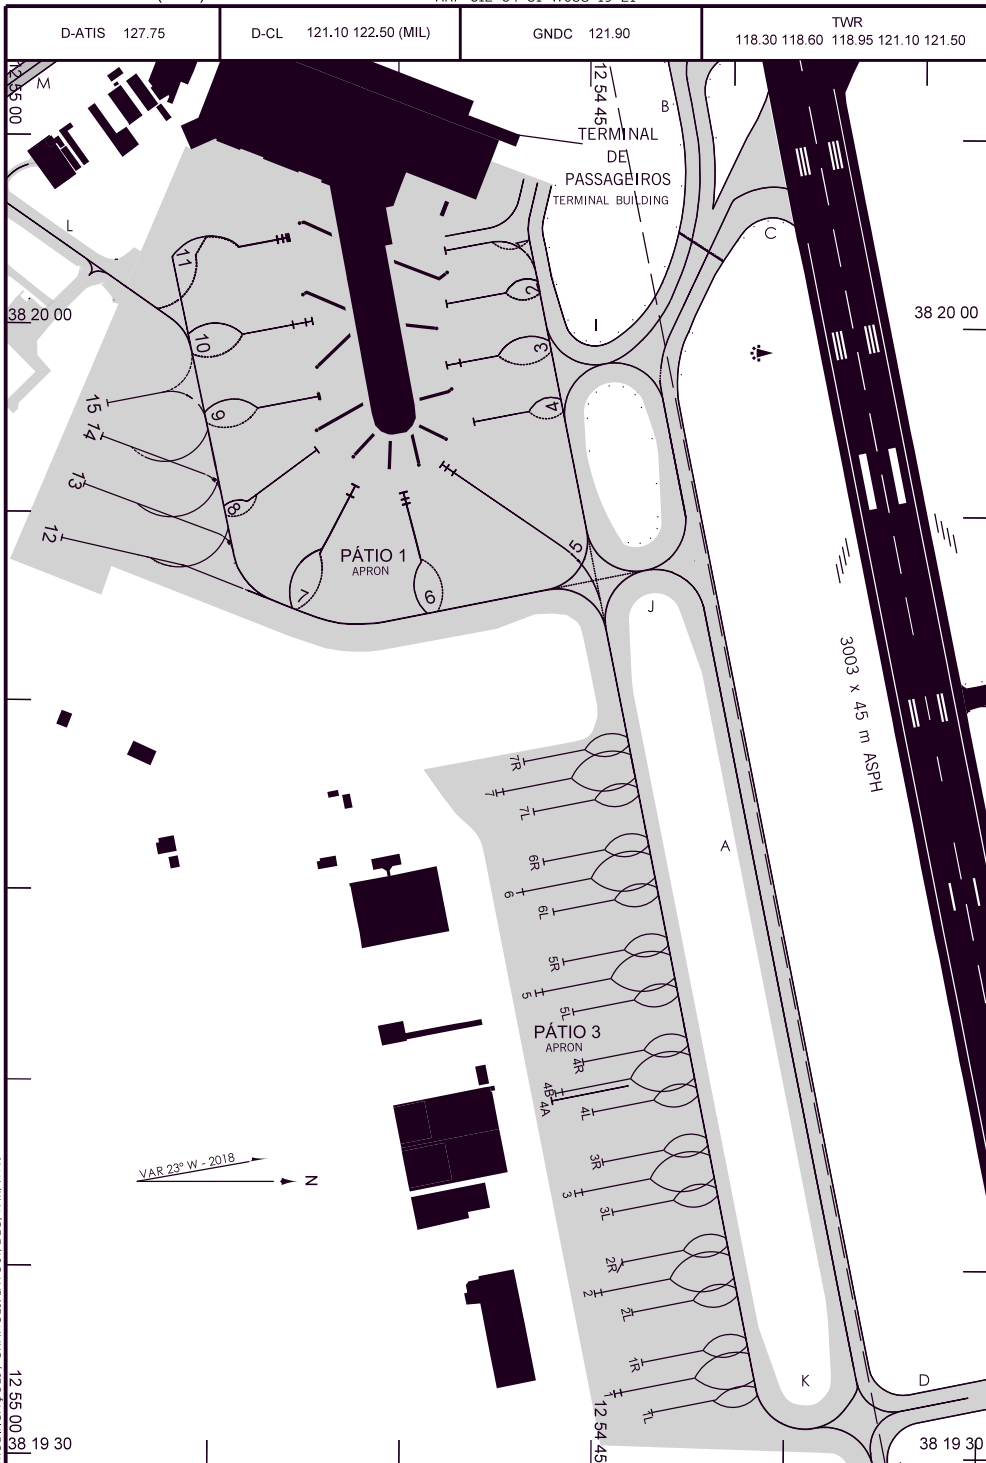 D-ATIS 127.75
D-CL 121.10 122.50 (MIL)
GNDC 121.90
TWR
118.30 118.60 118.95 121.10 121.50
12 55 00
12 54 45
M
B
TERMINAL
DE
PASSAGEIROS
TERMINAL BUILDING
L
C
11
1
2
I
38 20 00
38 20 00
10
3
15
9
4
14
13
8
12
5
PÁTIO 1
APRON
7
6
J
3003 x 45 m ASPH
7R
7
7L
A
6R
6
6L
5R
5
5L
PÁTIO 3
APRON
4R
4B
4A
4L
3R
VAR 23° W - 2018
N
3
3L
2R
2
2L
1R
1
1L
K
D
12 55 00
12 54 45
38 19 30
38 19 30